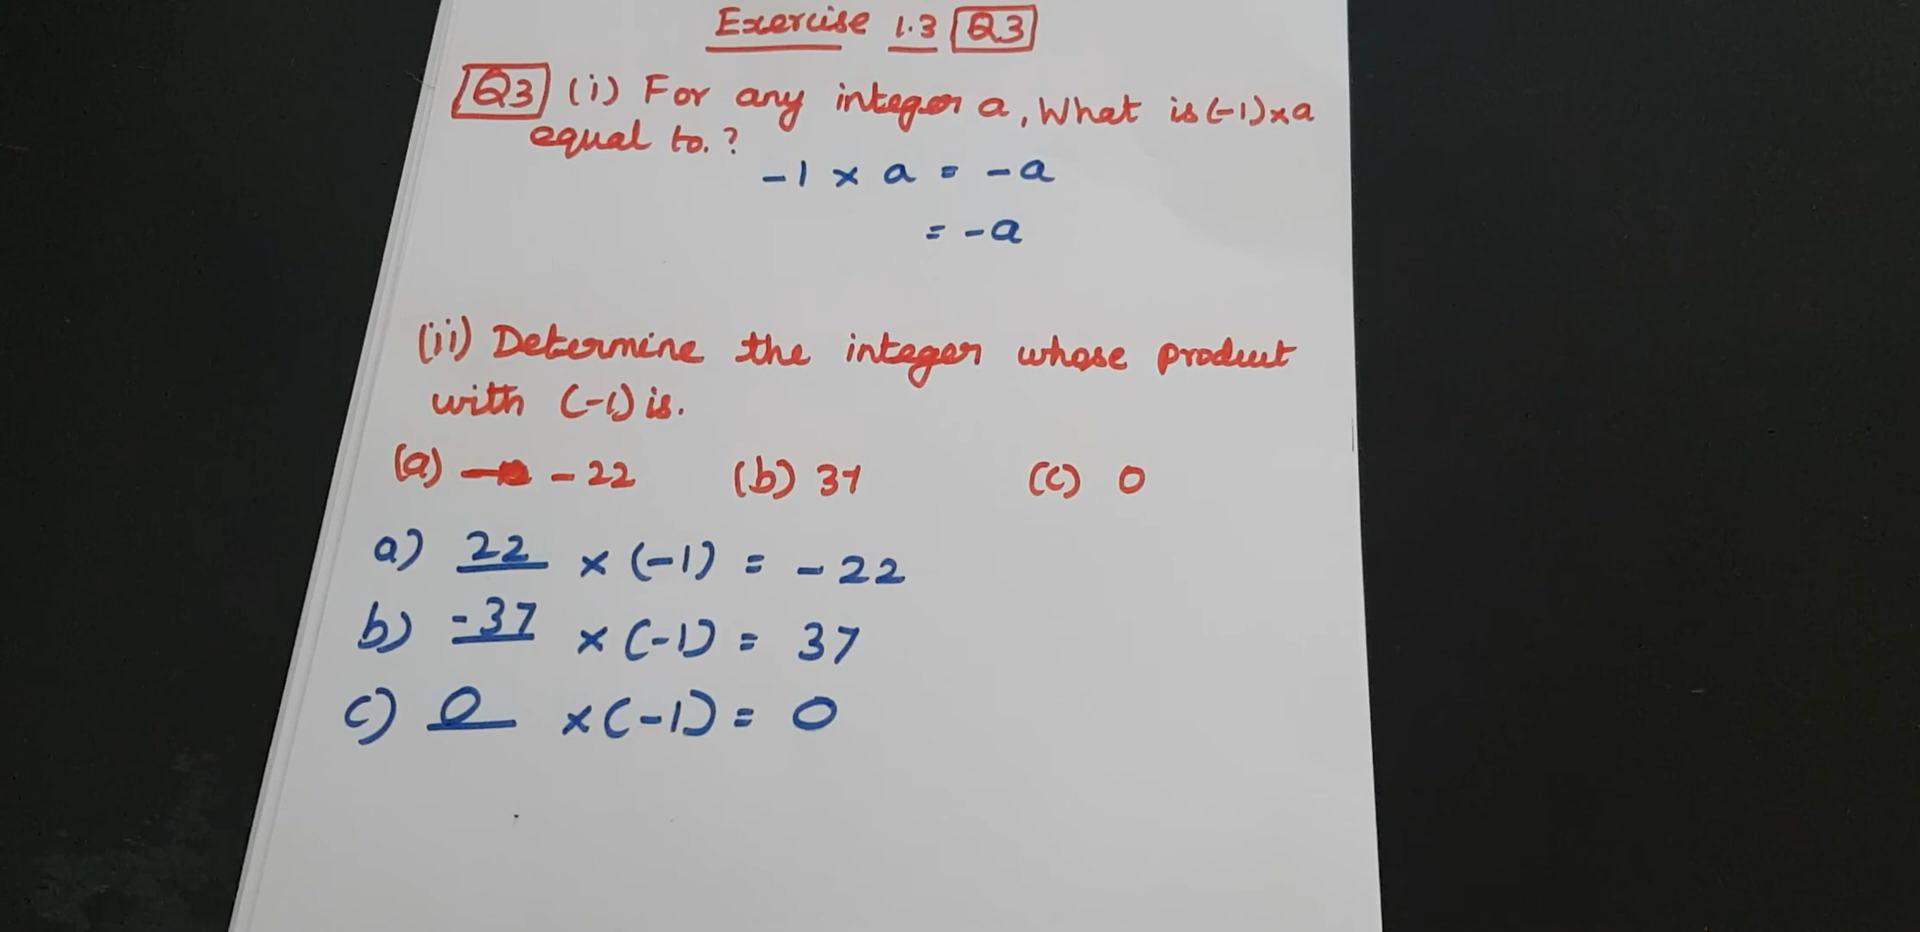 Exercise 1.3 Q3
Q3 (i) For any integer a, What is (-1)×a
equal to.?
-1 × a = -a
= -a
(ii) Determine the integer whose product
with (-1) is.
(a) -22 (b) 37 (c) 0
a) 22 × (-1) = -22
b) -37 × (-1) = 37
c) 0 × (-1) = 0